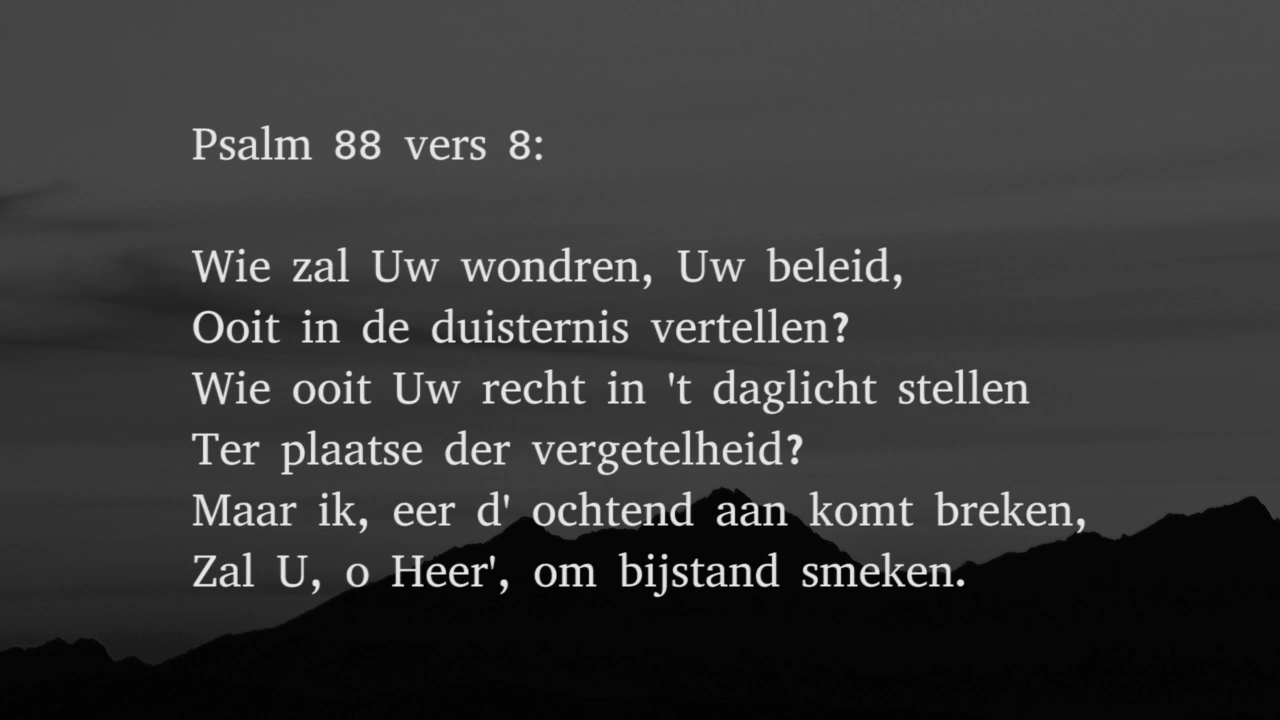 Psalm 88 vers 8:
Wie zal Uw wondren, Uw beleid,
Ooit in de duisternis vertellen?
Wie ooit Uw recht in 't daglicht stellen
Ter plaatse der vergetelheid?
Maar ik, eer d' ochtend aan komt breken,
Zal U, o Heer', om bijstand smeken.